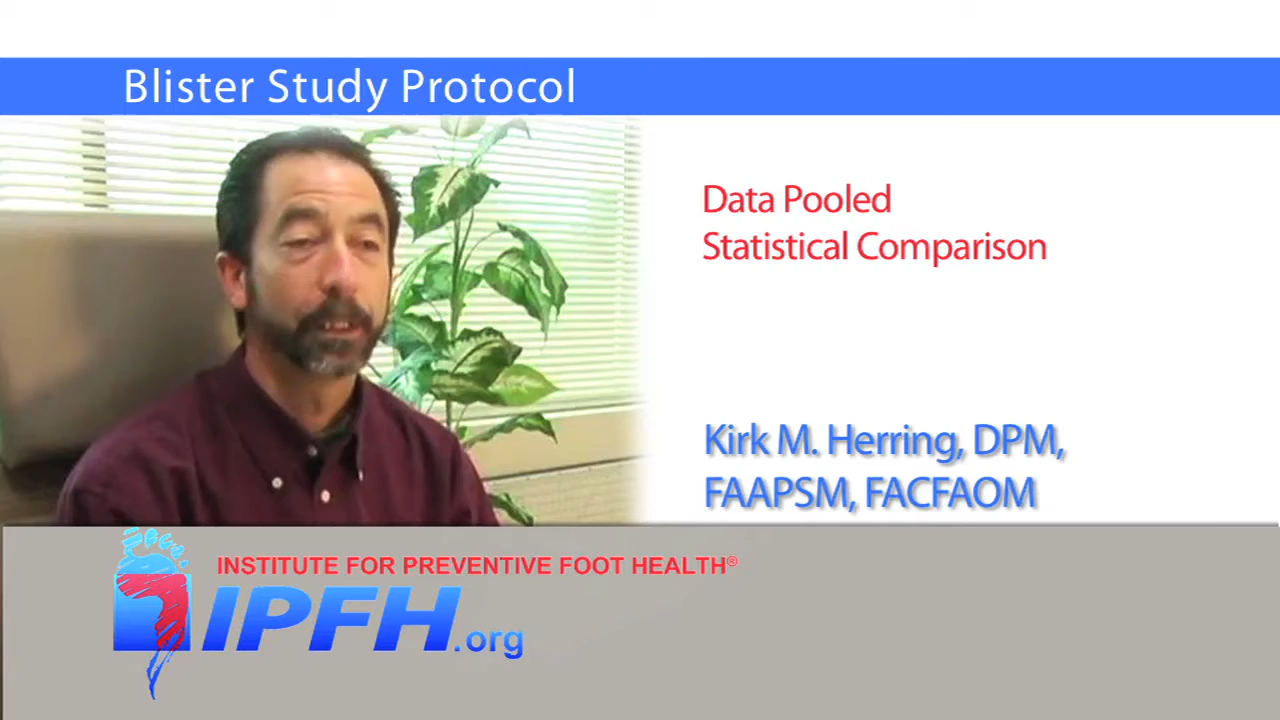 Blister Study Protocol
Data Pooled
Statistical Comparison
Kirk M. Herring, DPM,
FAAPSM, FACFAOM
INSTITUTE FOR PREVENTIVE FOOT HEALTH®
IPFH.org